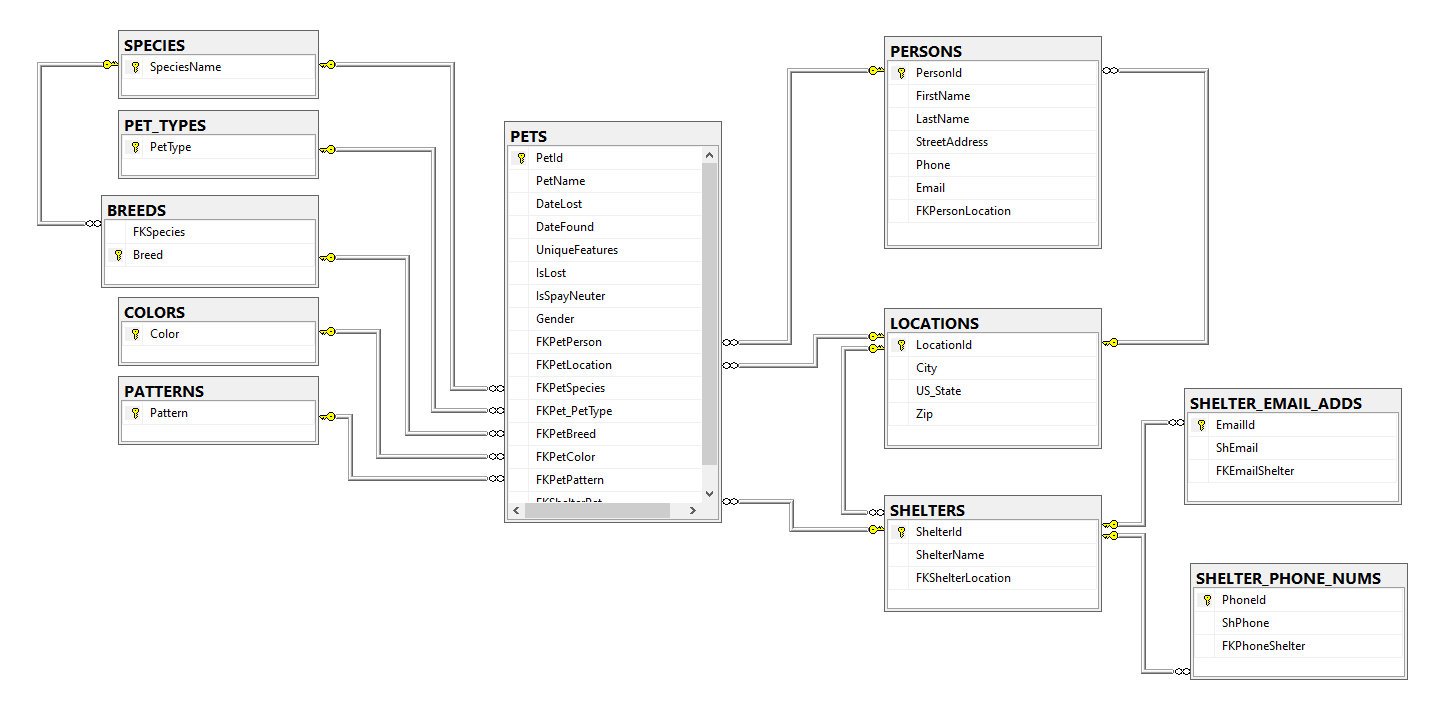 SPECIES
SpeciesName
PET_TYPES
PetType
BREEDS
FKSpecies
Breed
COLORS
Color
PATTERNS
Pattern
PETS
PetId
PetName
DateLost
DateFound
UniqueFeatures
IsLost
IsSpayNeuter
Gender
FKPetPerson
FKPetLocation
FKPetSpecies
FKPet_PetType
FKPetBreed
FKPetColor
FKPetPattern
FKShelterPet
PERSONS
PersonId
FirstName
LastName
StreetAddress
Phone
Email
FKPersonLocation
LOCATIONS
LocationId
City
US_State
Zip
SHELTERS
ShelterId
ShelterName
FKShelterLocation
SHELTER_EMAIL_ADDS
EmailId
ShEmail
FKEmailShelter
SHELTER_PHONE_NUMS
PhoneId
ShPhone
FKPhoneShelter